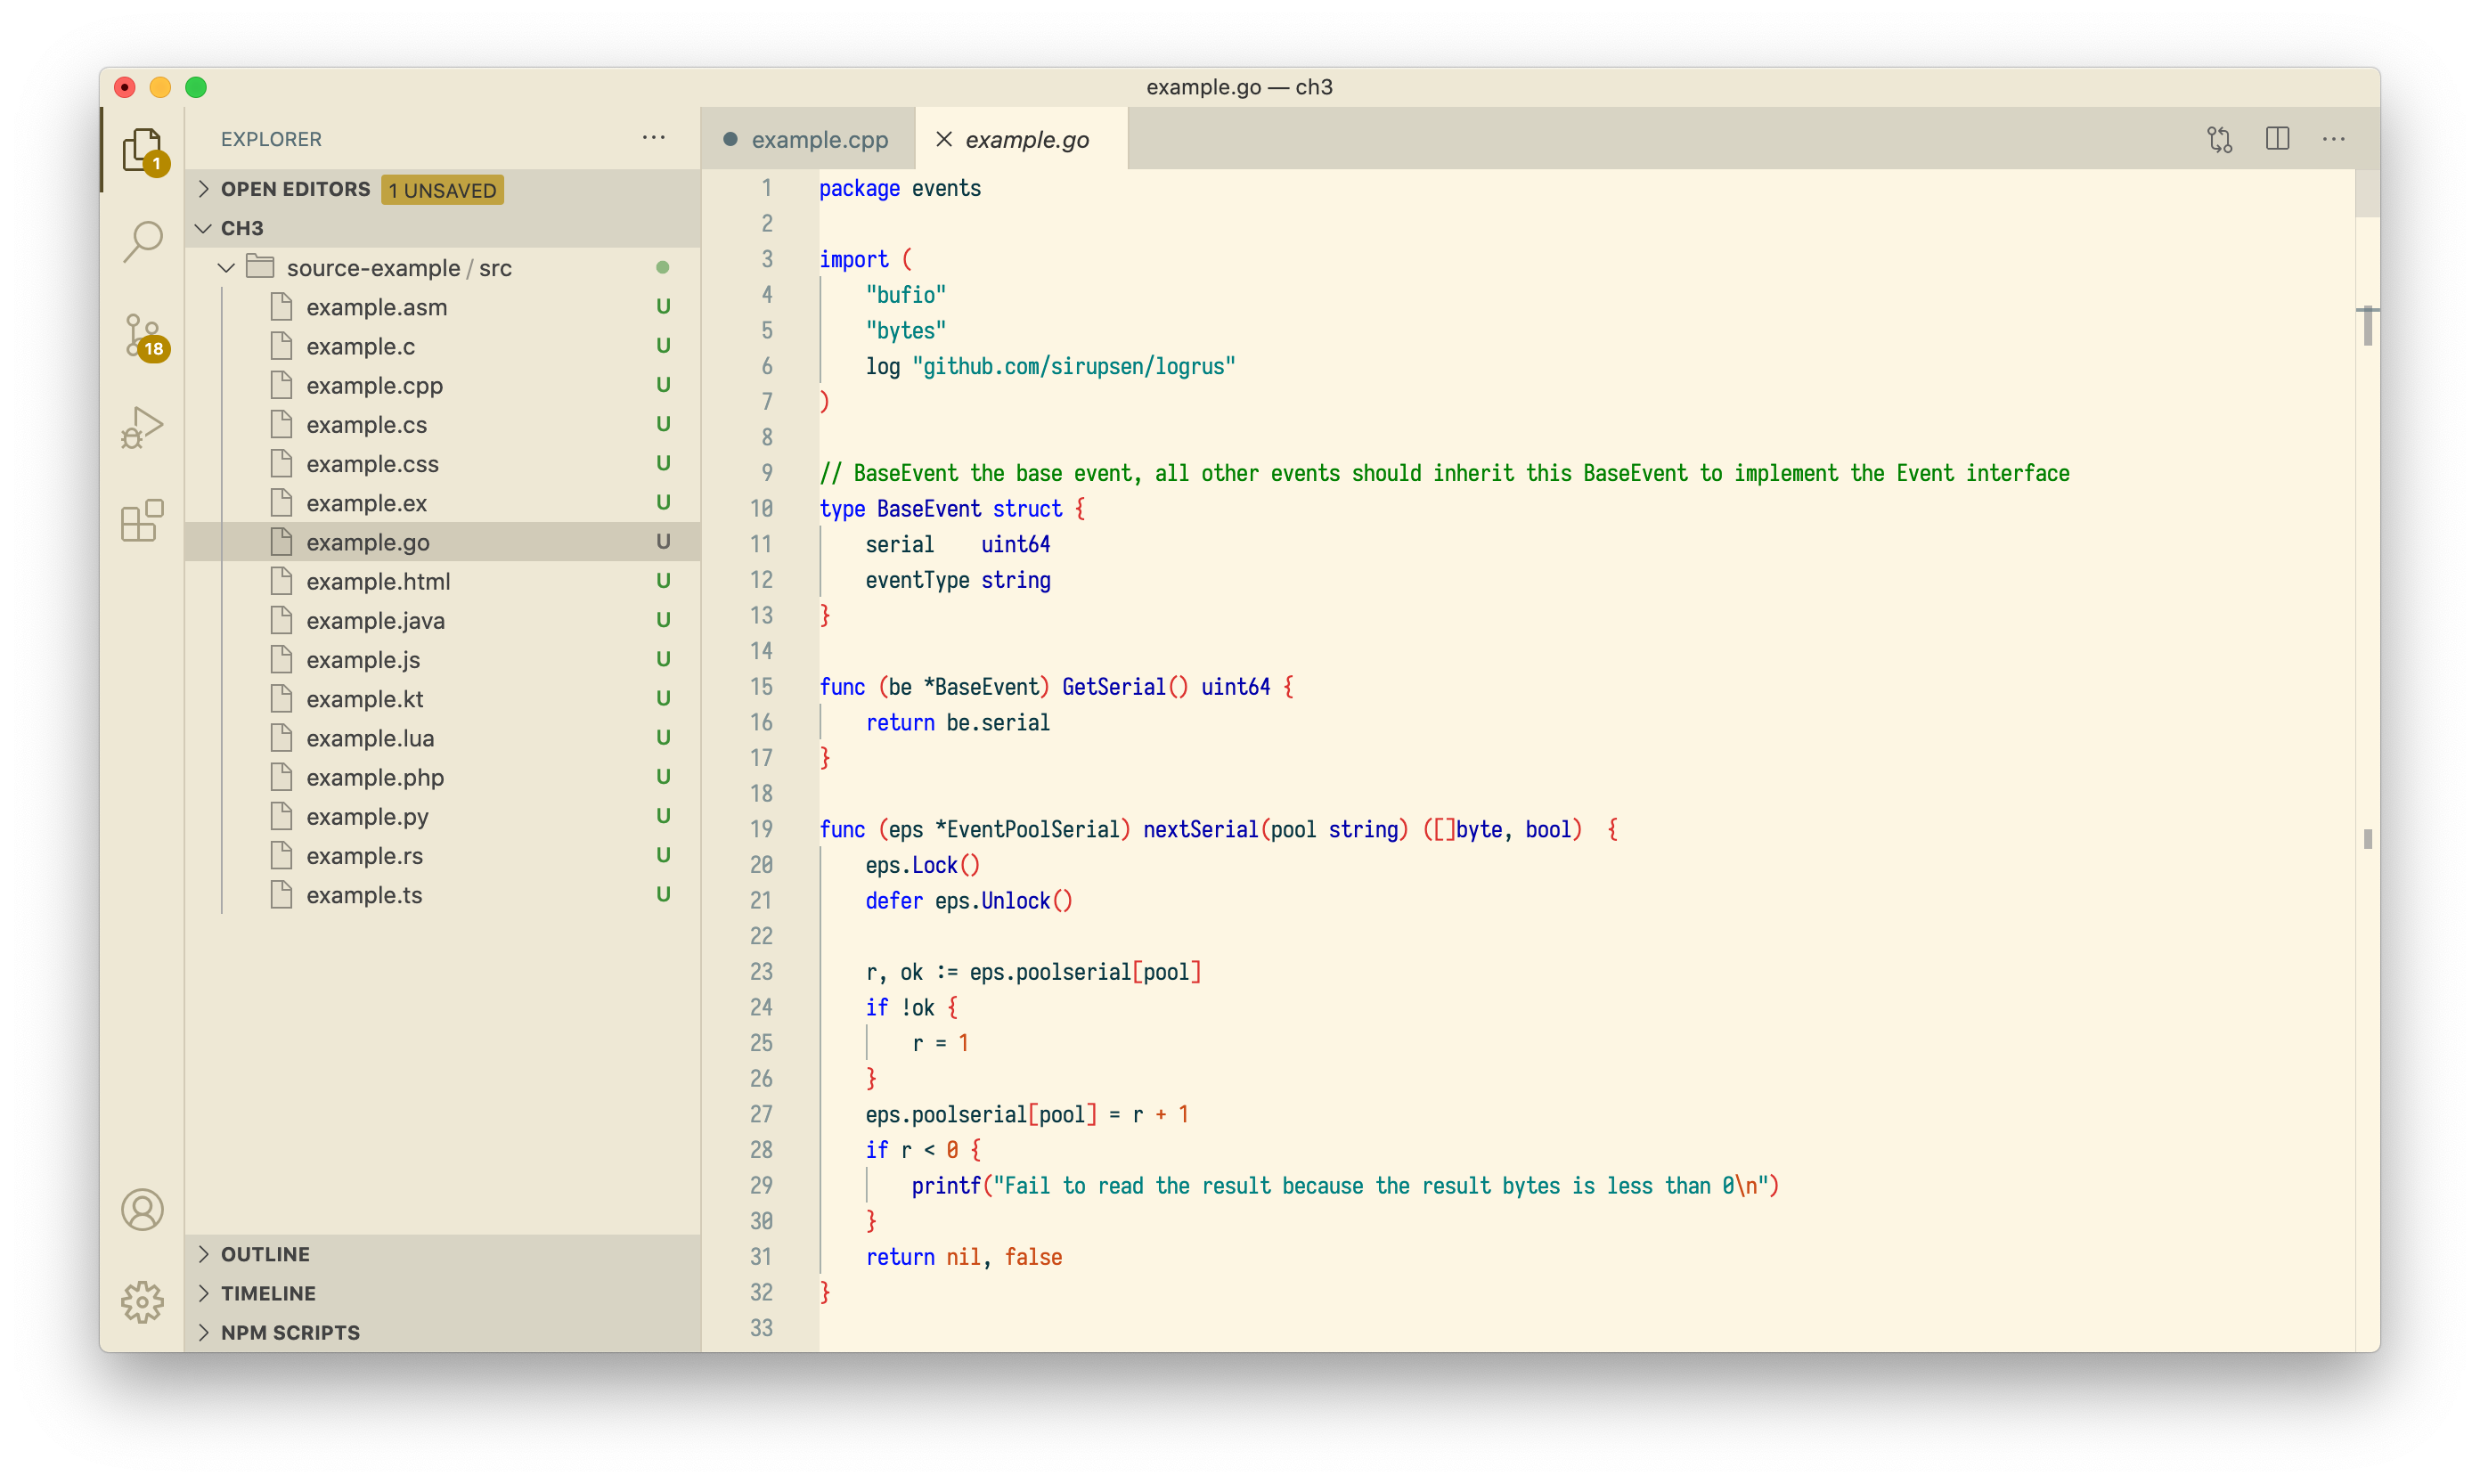 example.go — ch3
EXPLORER
1
OPEN EDITORS 1 UNSAVED
CH3
source-example / src
example.asm U
example.c U
example.cpp U
example.cs U
example.css U
example.ex U
example.go U
example.html U
example.java U
example.js U
example.kt U
example.lua U
example.php U
example.py U
example.rs U
example.ts U
18
OUTLINE
TIMELINE
NPM SCRIPTS
example.cpp
example.go
1 package events
2
3 import (
4     "bufio"
5     "bytes"
6     log "github.com/sirupsen/logrus"
7 )
8
9 // BaseEvent the base event, all other events should inherit this BaseEvent to implement the Event interface
10 type BaseEvent struct {
11     serial    uint64
12     eventType string
13 }
14
15 func (be *BaseEvent) GetSerial() uint64 {
16     return be.serial
17 }
18
19 func (eps *EventPoolSerial) nextSerial(pool string) ([]byte, bool)  {
20     eps.Lock()
21     defer eps.Unlock()
22
23     r, ok := eps.poolserial[pool]
24     if !ok {
25         r = 1
26     }
27     eps.poolserial[pool] = r + 1
28     if r < 0 {
29         printf("Fail to read the result because the result bytes is less than 0\n")
30     }
31     return nil, false
32 }
33